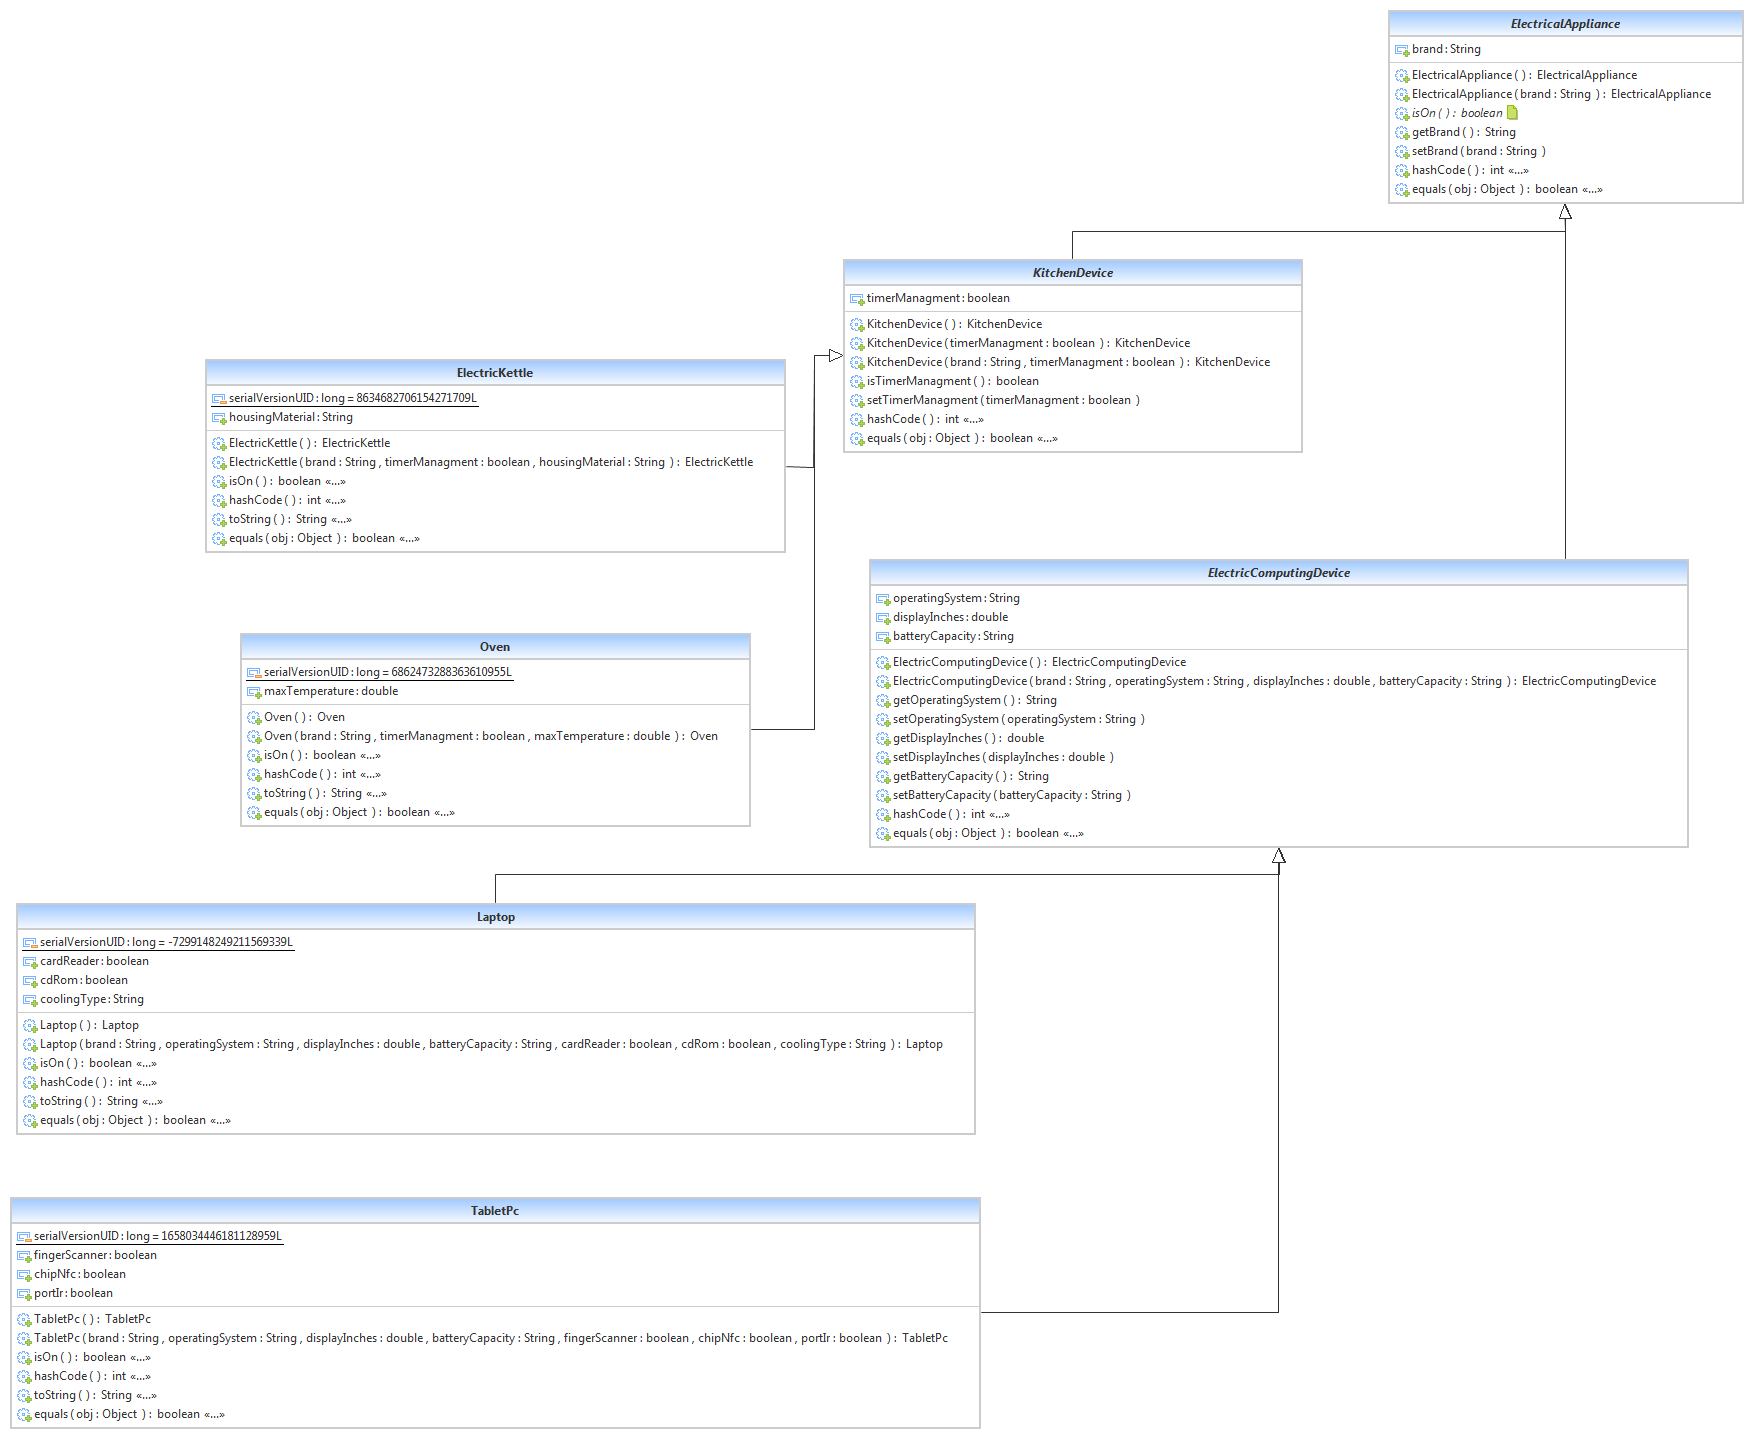 ElectricalAppliance
brand : String
ElectricalAppliance ( ) : ElectricalAppliance
ElectricalAppliance ( brand : String ) : ElectricalAppliance
isOn ( ) : boolean
getBrand ( ) : String
setBrand ( brand : String )
hashCode ( ) : int «...»
equals ( obj : Object ) : boolean «...»
KitchenDevice
timerManagment : boolean
KitchenDevice ( ) : KitchenDevice
KitchenDevice ( timerManagment : boolean ) : KitchenDevice
KitchenDevice ( brand : String , timerManagment : boolean ) : KitchenDevice
isTimerManagment ( ) : boolean
setTimerManagment ( timerManagment : boolean )
hashCode ( ) : int «...»
equals ( obj : Object ) : boolean «...»
ElectricKettle
serialVersionUID : long = 8634682706154271709L
housingMaterial : String
ElectricKettle ( ) : ElectricKettle
ElectricKettle ( brand : String , timerManagment : boolean , housingMaterial : String ) : ElectricKettle
isOn ( ) : boolean «...»
hashCode ( ) : int «...»
toString ( ) : String «...»
equals ( obj : Object ) : boolean «...»
ElectricComputingDevice
operatingSystem : String
displayInches : double
batteryCapacity : String
ElectricComputingDevice ( ) : ElectricComputingDevice
ElectricComputingDevice ( brand : String , operatingSystem : String , displayInches : double , batteryCapacity : String ) : ElectricComputingDevice
getOperatingSystem ( ) : String
setOperatingSystem ( operatingSystem : String )
getDisplayInches ( ) : double
setDisplayInches ( displayInches : double )
getBatteryCapacity ( ) : String
setBatteryCapacity ( batteryCapacity : String )
hashCode ( ) : int «...»
equals ( obj : Object ) : boolean «...»
Oven
serialVersionUID : long = 6862473288363610955L
maxTemperature : double
Oven ( ) : Oven
Oven ( brand : String , timerManagment : boolean , maxTemperature : double ) : Oven
isOn ( ) : boolean «...»
hashCode ( ) : int «...»
toString ( ) : String «...»
equals ( obj : Object ) : boolean «...»
Laptop
serialVersionUID : long = -7299148249211569339L
cardReader : boolean
cdRom : boolean
coolingType : String
Laptop ( ) : Laptop
Laptop ( brand : String , operatingSystem : String , displayInches : double , batteryCapacity : String , cardReader : boolean , cdRom : boolean , coolingType : String ) : Laptop
isOn ( ) : boolean «...»
hashCode ( ) : int «...»
toString ( ) : String «...»
equals ( obj : Object ) : boolean «...»
TabletPc
serialVersionUID : long = 1658034446181128959L
fingerScanner : boolean
chipNfc : boolean
portIr : boolean
TabletPc ( ) : TabletPc
TabletPc ( brand : String , operatingSystem : String , displayInches : double , batteryCapacity : String , fingerScanner : boolean , chipNfc : boolean , portIr : boolean ) : TabletPc
isOn ( ) : boolean «...»
hashCode ( ) : int «...»
toString ( ) : String «...»
equals ( obj : Object ) : boolean «...»